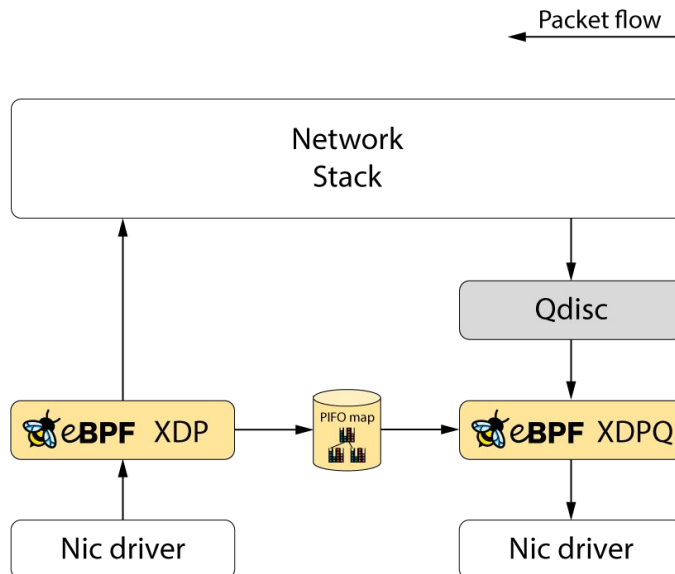 Packet flow
Network
Stack
Qdisc
eBPF XDP
PIFO map
eBPF XDPQ
Nic driver
Nic driver